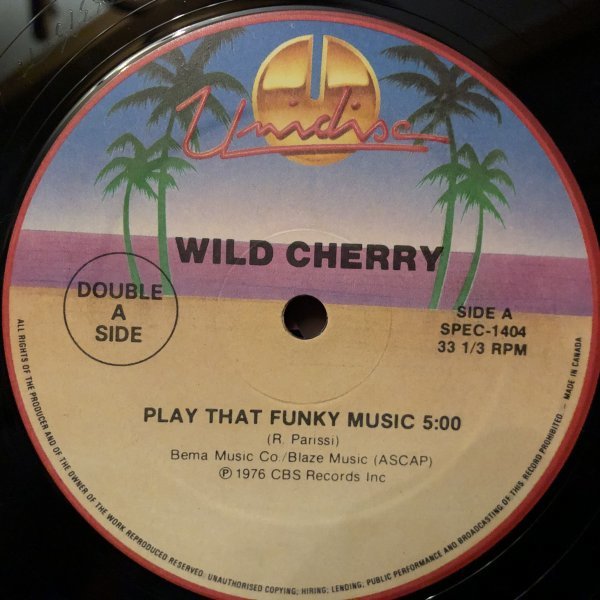 Unidisc
WILD CHERRY
DOUBLE
A
SIDE
SIDE A
SPEC-1404
33 1/3 RPM
PLAY THAT FUNKY MUSIC 5:00
(R. Parissi)
Bema Music Co./Blaze Music (ASCAP)
℗ 1976 CBS Records Inc
ALL RIGHTS OF THE PRODUCER AND OF THE OWNER OF THE WORK REPRODUCED RESERVED. UNAUTHORISED COPYING; HIRING; LENDING; PUBLIC PERFORMANCE AND BROADCASTING OF THIS RECORD PROHIBITED. - MADE IN CANADA